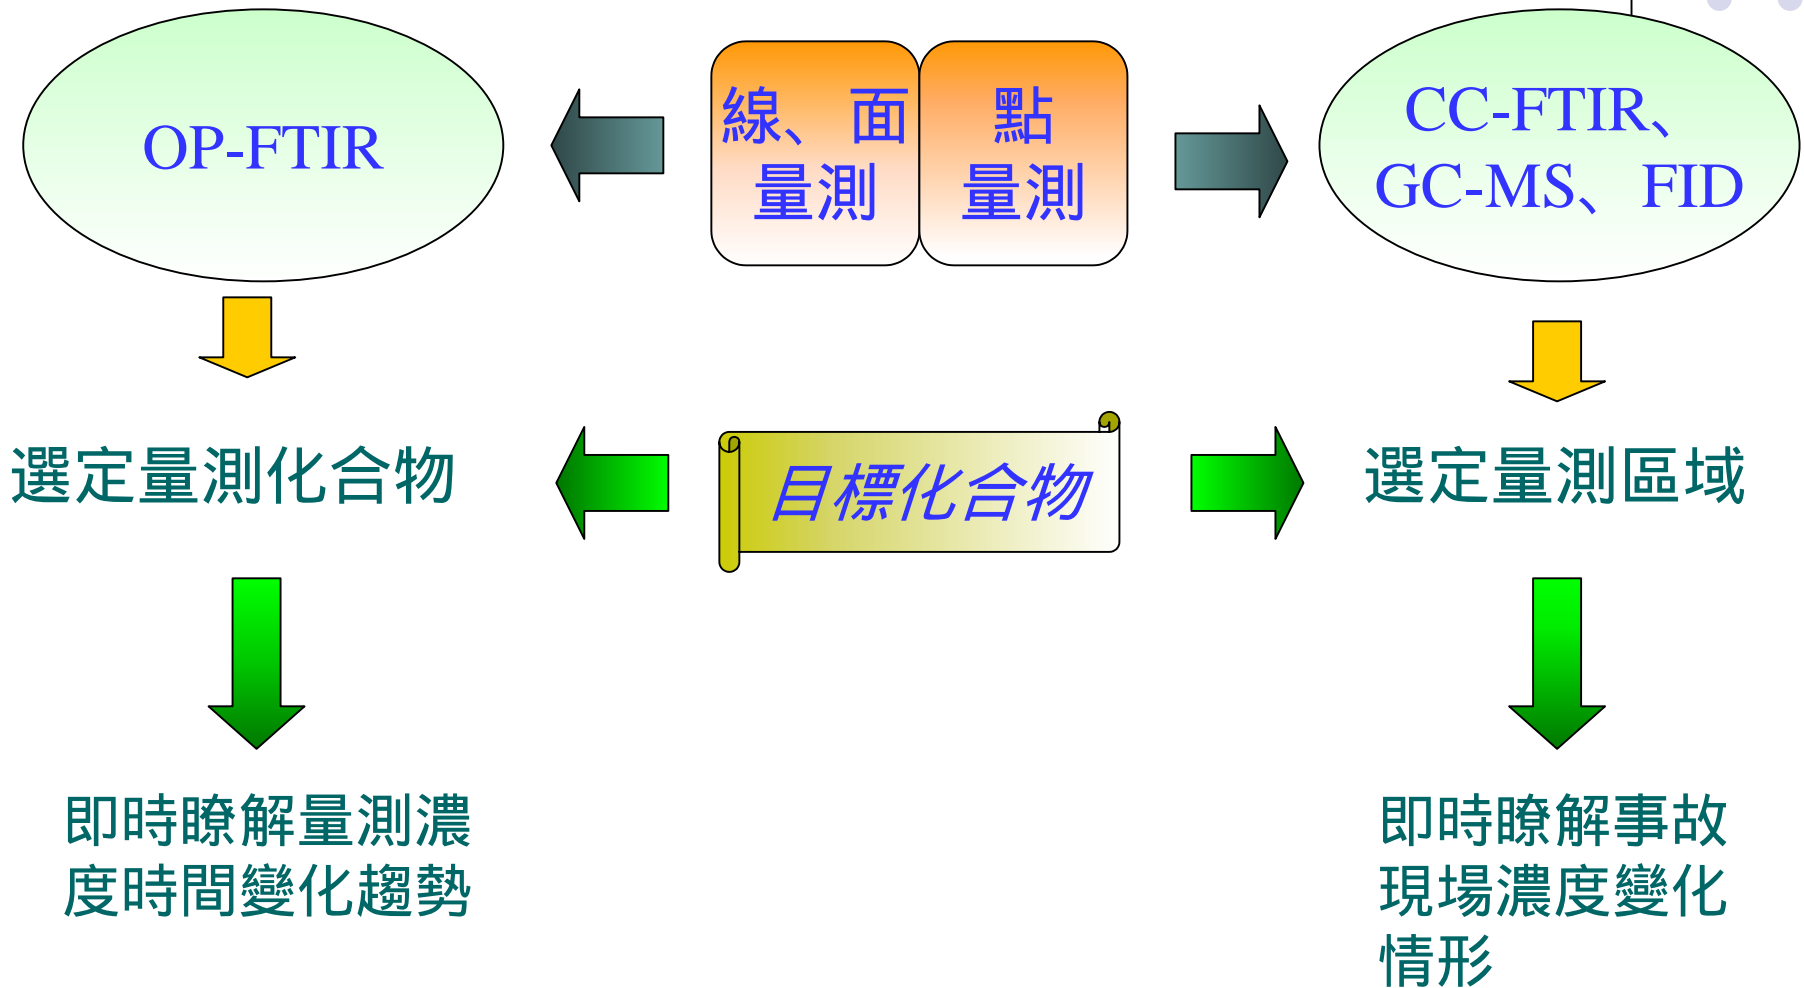 OP-FTIR
線、面
量測
點
量測
CC-FTIR、
GC-MS、FID
選定量測化合物
目標化合物
選定量測區域
即時瞭解量測濃
度時間變化趨勢
即時瞭解事故
現場濃度變化
情形